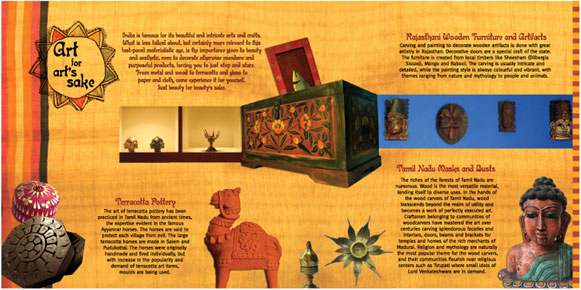 Art
for
art's
sake
India is famous for its beautiful and intricate arts and crafts.
What is less talked about, but certainly more relevant to this
fast-paced materialistic age, is the importance given to beauty
and aesthetic, even to decorate otherwise mundane and
purposeful products, forcing you to just stop and stare.
From metal and wood to terracotta and glass to
paper and cloth, come experience it for yourself.
Just beauty for beauty's sake.
Rajasthani Wooden Furniture and Artifacts
Carving and painting to decorate wooden artifacts is done with great
artistry in Rajasthan. Decorative doors are a special craft of the state.
The furniture is created from local timbers like Sheesham (Dilbergia
Sissoo), Mango and Babool. The carving is usually intricate and
detailed, while the painting style is always colourful and vibrant, with
themes ranging from nature and mythology to people and animals.
Terracotta Pottery
The art of terracotta pottery has been
practiced in Tamil Nadu from ancient times,
the expertise evident in the famous
Ayyannar horses. The horses are said to
protect each village from evil. The large
terracotta horses are made in Salem and
Pudukottai. The horses were originally
handmade and fired individually, but
with increase in the popularity and
demand of terracotta art items,
moulds are being used.
Tamil Nadu Masks and Busts
The riches of the forests of Tamil Nadu are
numerous. Wood is the most versatile material,
lending itself to diverse uses. In the hands of
the wood carvers of Tamil Nadu, wood
transcends beyond the realm of utility and
becomes a work of perfectly executed art.
Craftsmen belonging to communities of
woodcarvers have mastered the art over
centuries carving splendorous facades and
interiors, doors, beams and brackets for
temples and homes of the rich merchants of
Madurai. Religion and mythology are naturally
the most popular theme for the wood carvers,
and their communities flourish near religious
centers such as Tirupati where small idols of
Lord Venkateshwara are in demand.